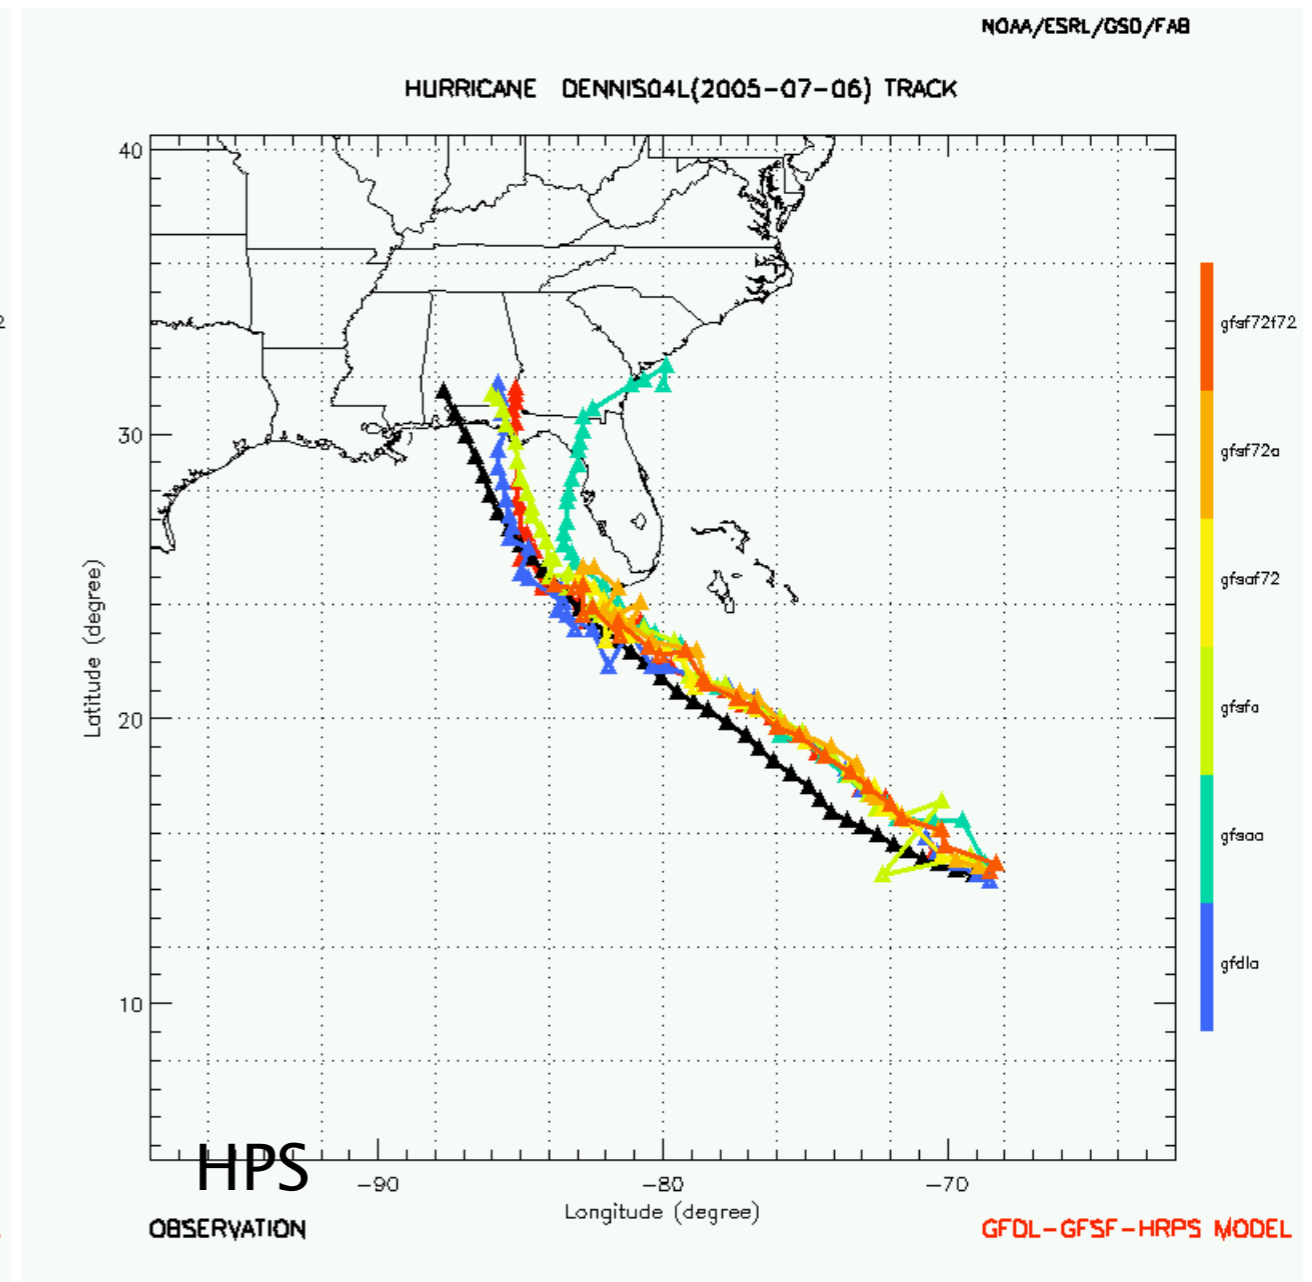 NOAA/ESRL/GSD/FAB
HURRICANE DENNIS04L(2005-07-06) TRACK
2
40
30
20
10
Latitude (degree)
-90
-80
-70
Longitude (degree)
gfsf72f72
gfsf72a
gfsaf72
gfsfa
gfsaa
gfdla
HPS
OBSERVATION
GFDL-GFSF-HRPS MODEL